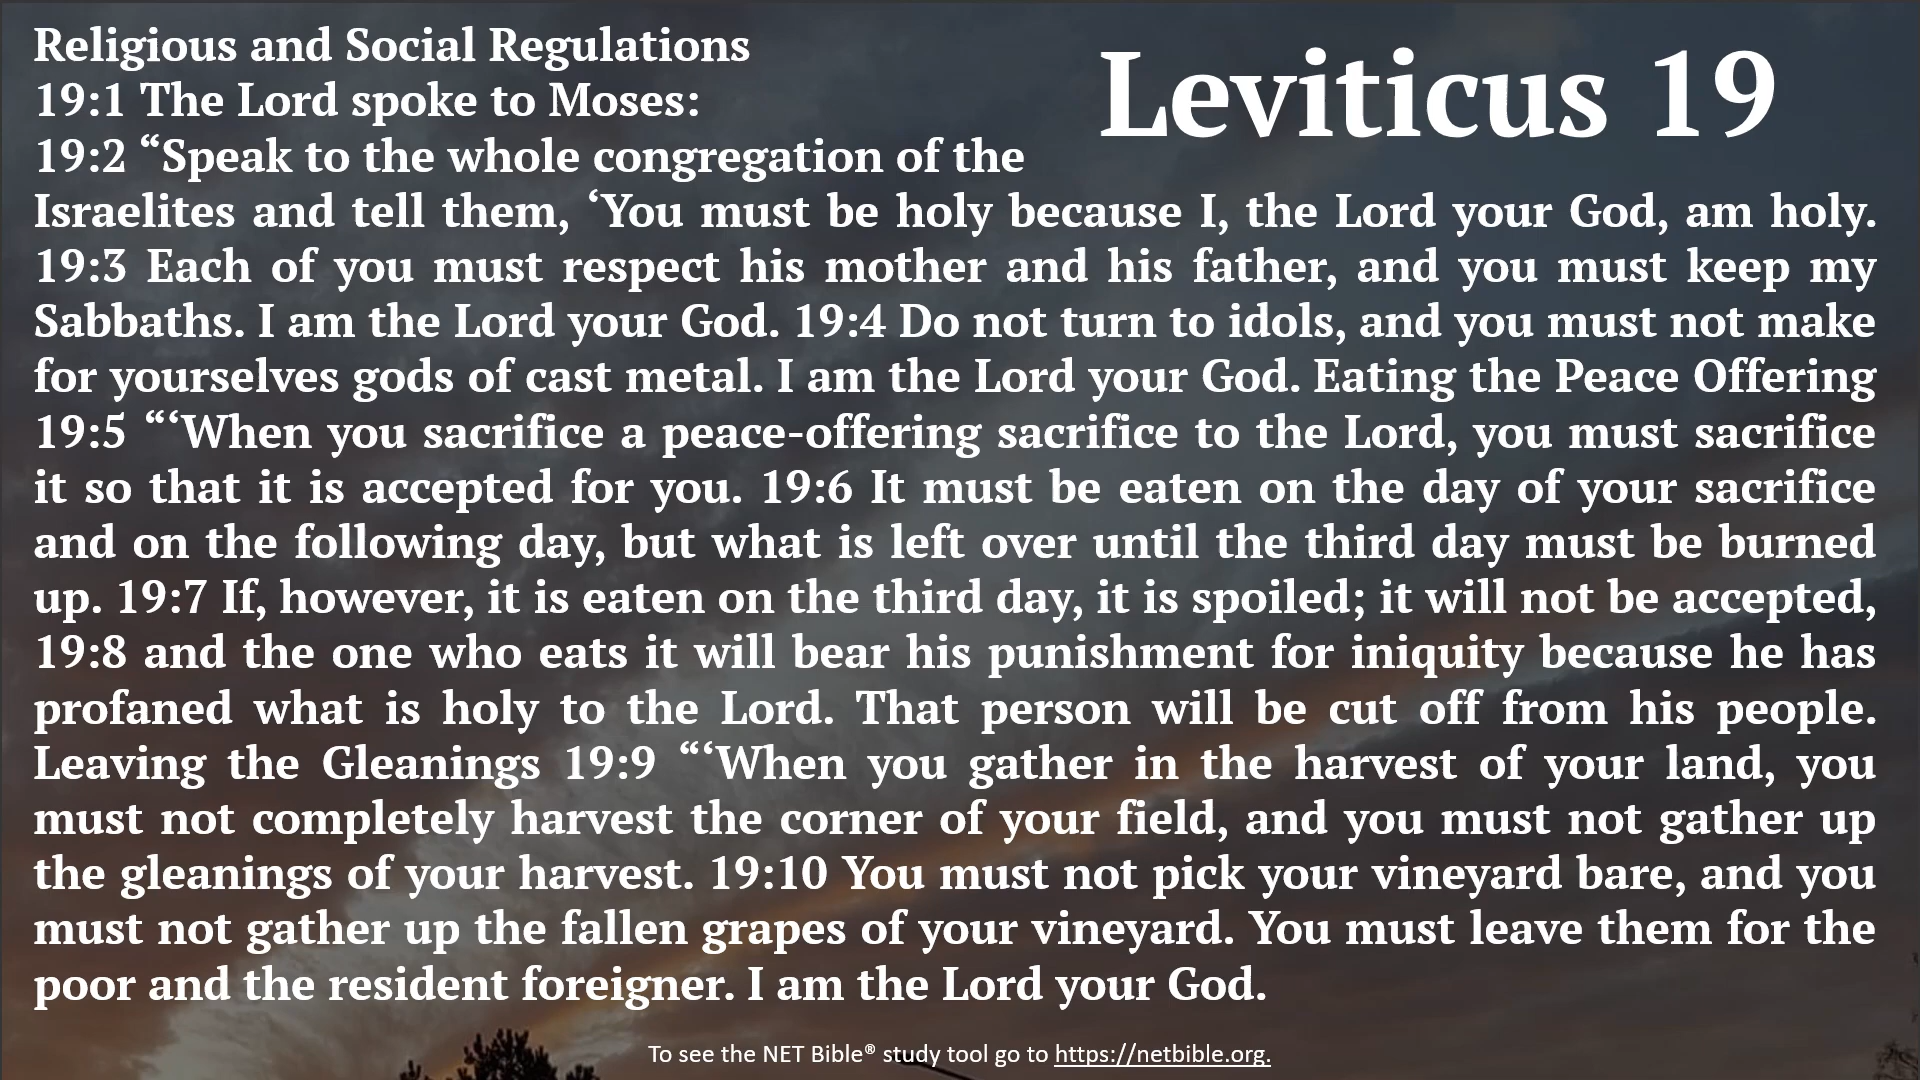 Religious and Social Regulations
Leviticus 19
19:1 The Lord spoke to Moses:
19:2 “Speak to the whole congregation of the
Israelites and tell them, ‘You must be holy because I, the Lord your God, am holy.
19:3 Each of you must respect his mother and his father, and you must keep my
Sabbaths. I am the Lord your God. 19:4 Do not turn to idols, and you must not make
for yourselves gods of cast metal. I am the Lord your God. Eating the Peace Offering
19:5 “‘When you sacrifice a peace-offering sacrifice to the Lord, you must sacrifice
it so that it is accepted for you. 19:6 It must be eaten on the day of your sacrifice
and on the following day, but what is left over until the third day must be burned
up. 19:7 If, however, it is eaten on the third day, it is spoiled; it will not be accepted,
19:8 and the one who eats it will bear his punishment for iniquity because he has
profaned what is holy to the Lord. That person will be cut off from his people.
Leaving the Gleanings 19:9 “‘When you gather in the harvest of your land, you
must not completely harvest the corner of your field, and you must not gather up
the gleanings of your harvest. 19:10 You must not pick your vineyard bare, and you
must not gather up the fallen grapes of your vineyard. You must leave them for the
poor and the resident foreigner. I am the Lord your God.
To see the NET Bible® study tool go to https://netbible.org.